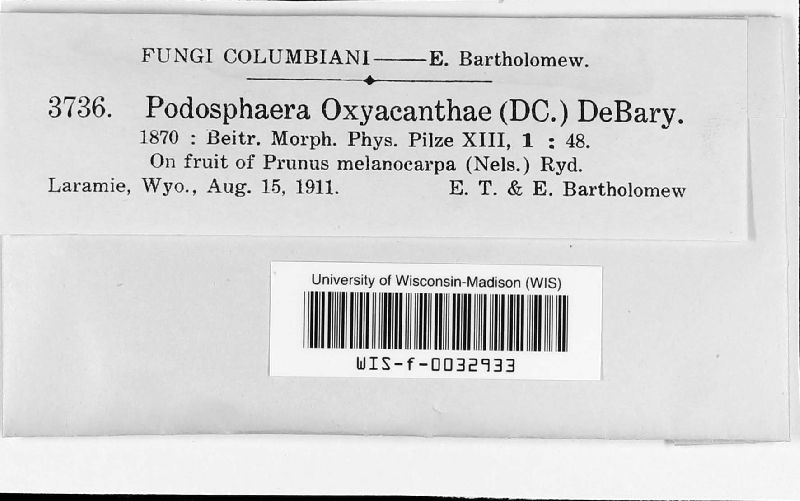 FUNGI COLUMBIANI——E. Bartholomew.
3736. Podosphaera Oxyacanthae (DC.) DeBary.
1870 : Beitr. Morph. Phys. Pilze XIII, 1 : 48.
On fruit of Prunus melanocarpa (Nels.) Ryd.
Laramie, Wyo., Aug. 15, 1911. E. T. & E. Bartholomew
University of Wisconsin-Madison (WIS)
WIS-f-0032933